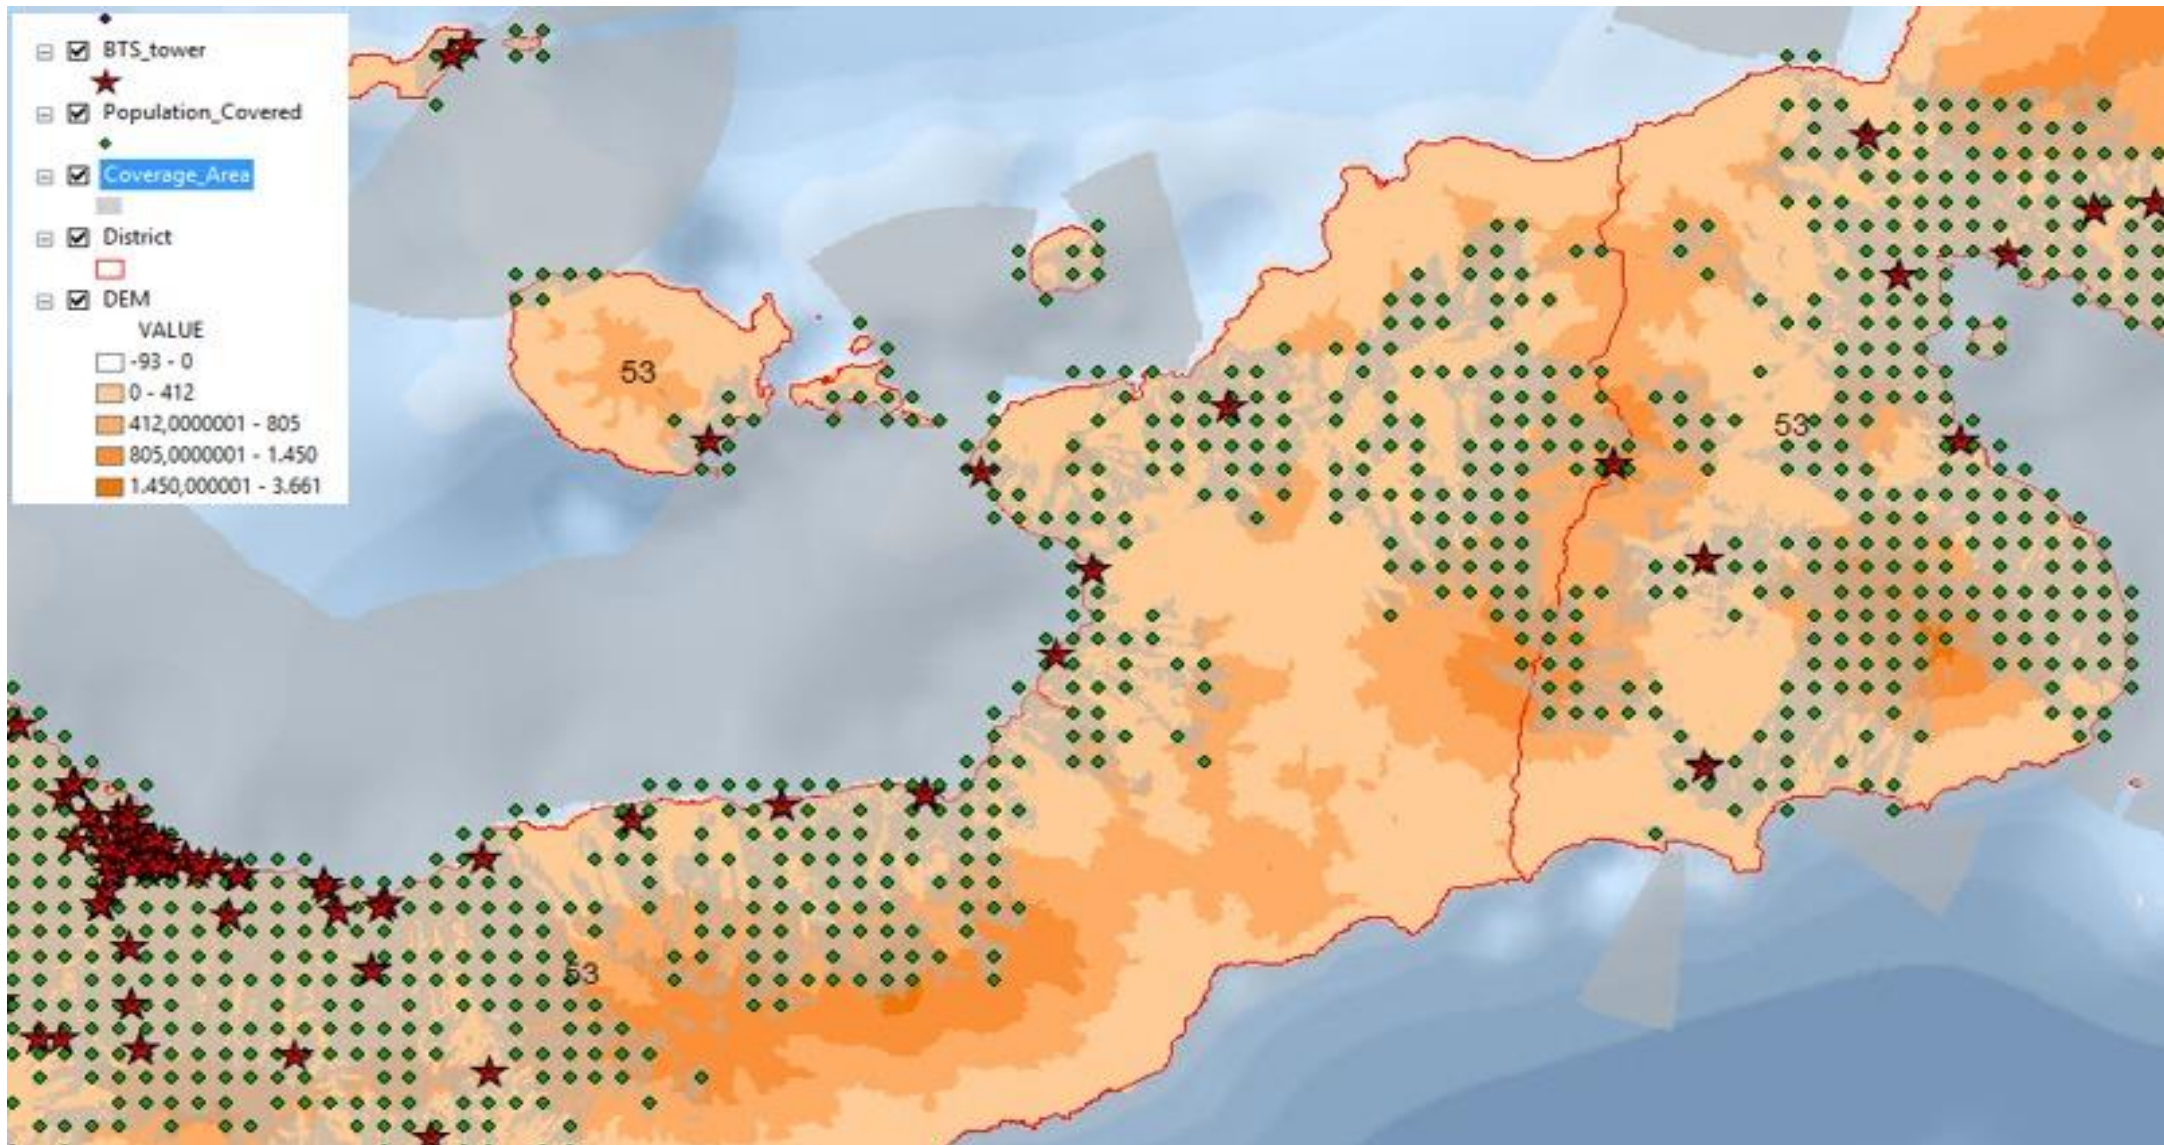 BTS_tower
Population_Covered
Coverage_Area
District
DEM
VALUE
-93 - 0
0 - 412
412,0000001 - 805
805,0000001 - 1.450
1.450,000001 - 3.661
53
53
53